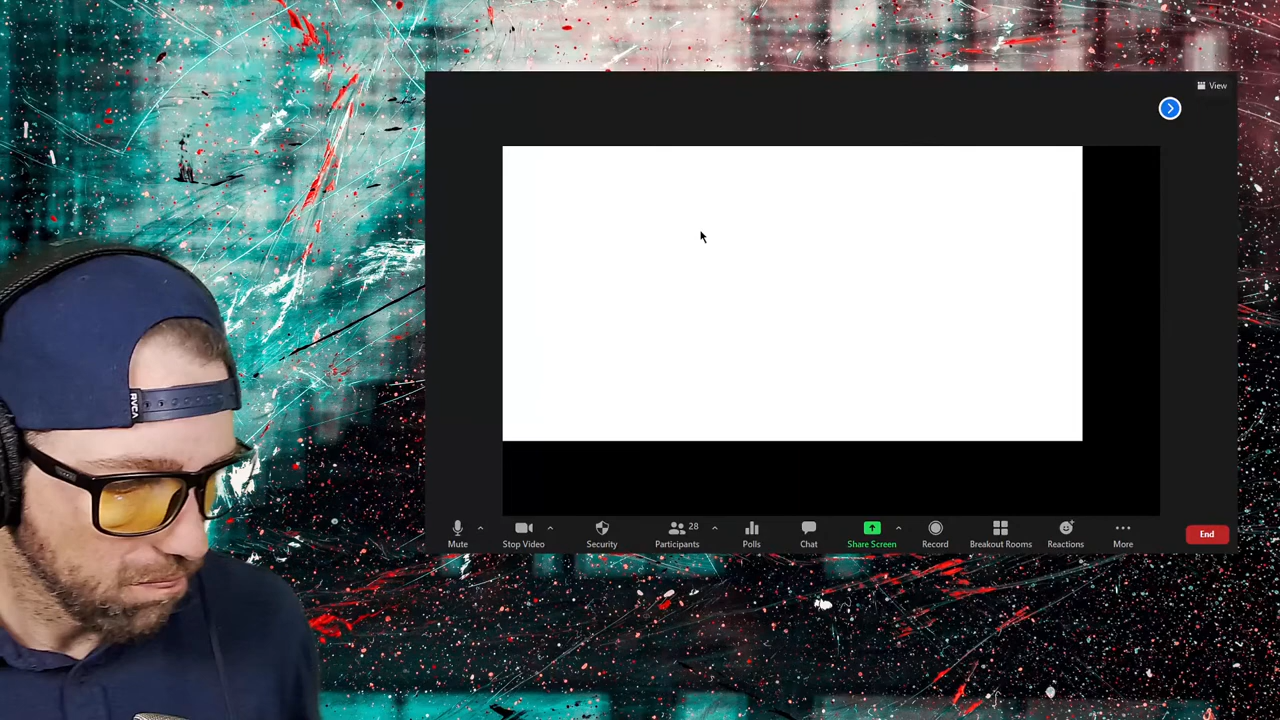 View
28
Mute
Stop Video
Security
Participants
Polls
Chat
Share Screen
Record
Breakout Rooms
Reactions
More
End
RVCA